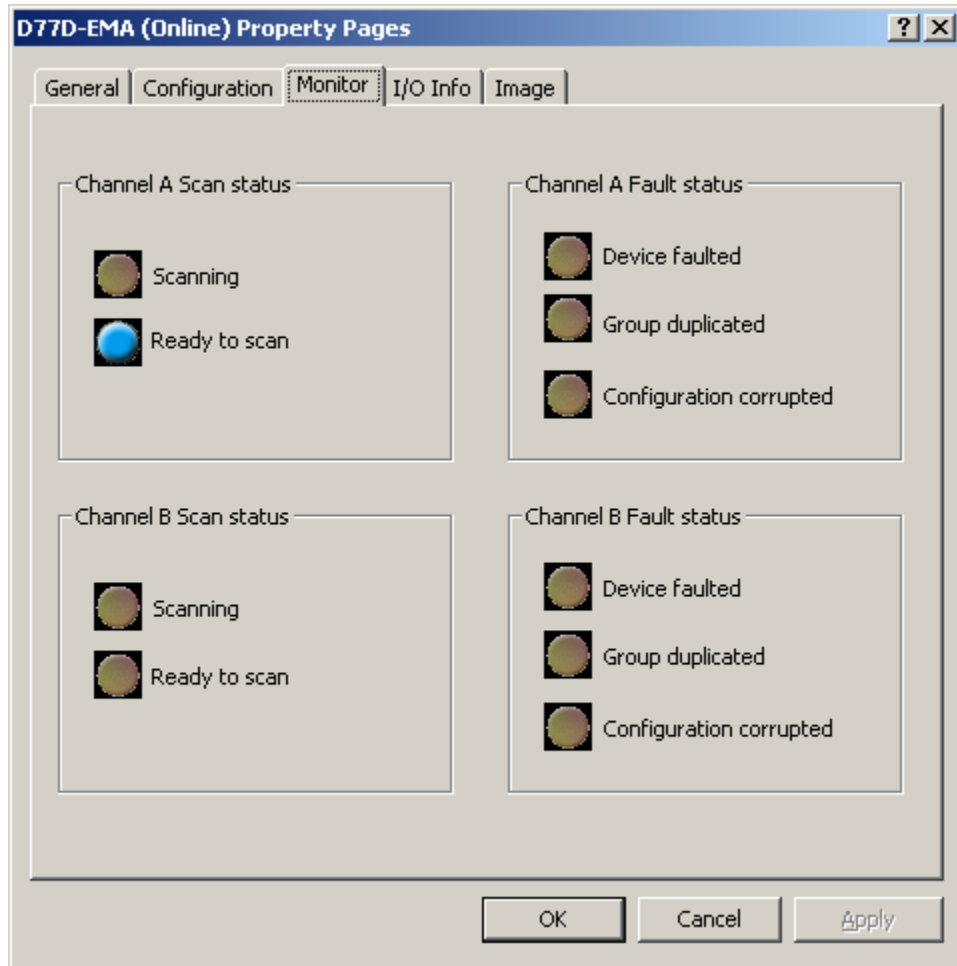 D77D-EMA (Online) Property Pages
General
Configuration
Monitor
I/O Info
Image
Channel A Scan status
Scanning
Ready to scan
Channel A Fault status
Device faulted
Group duplicated
Configuration corrupted
Channel B Scan status
Scanning
Ready to scan
Channel B Fault status
Device faulted
Group duplicated
Configuration corrupted
OK
Cancel
Apply